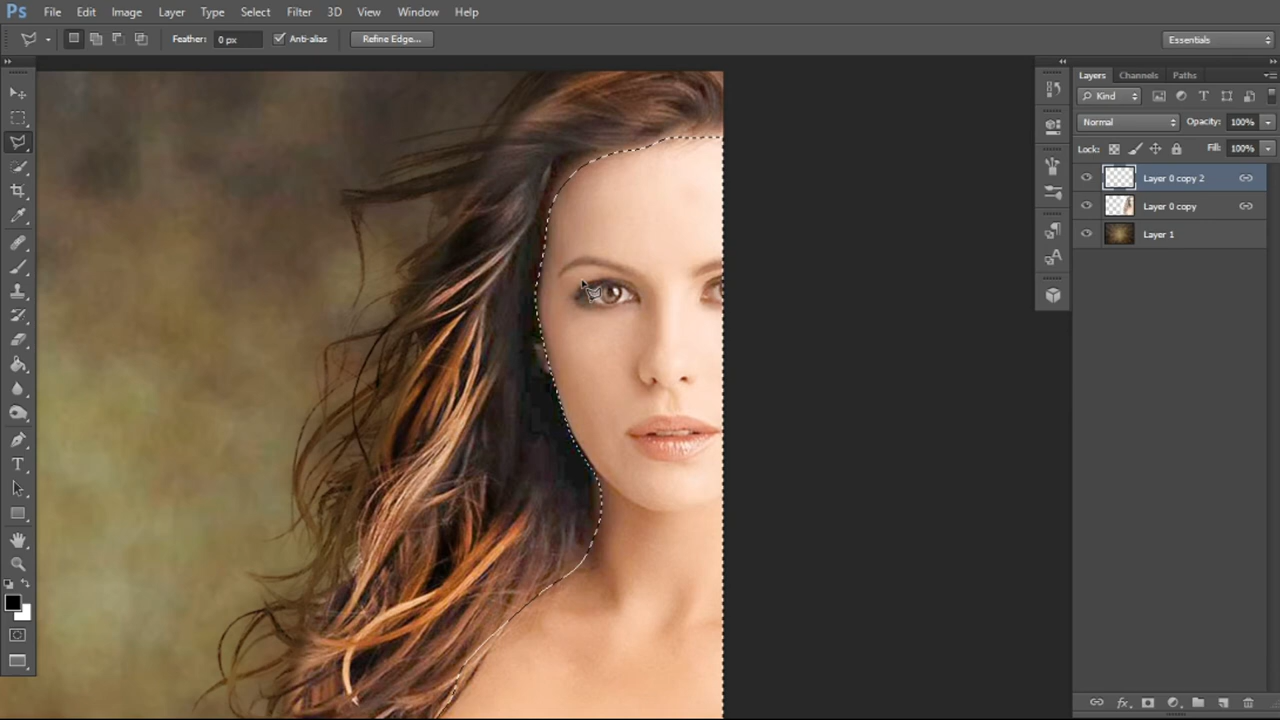 Ps File Edit Image Layer Type Select Filter 3D View Window Help
Feather: 0 px Anti-alias Refine Edge... Essentials
Layers Channels Paths
Kind
Normal Opacity: 100%
Lock: Fill: 100%
Layer 0 copy 2
Layer 0 copy
Layer 1